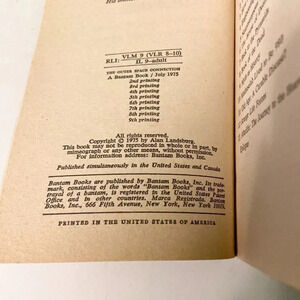 VLM 9 (VLR 8-10)
RLI: IL 9-adult
THE OUTER SPACE CONNECTION
A Bantam Book / July 1975
2nd printing
3rd printing
4th printing
5th printing
6th printing
7th printing
8th printing
9th printing
All rights reserved.
Copyright © 1975 by Alan Landsburg.
This book may not be reproduced in whole or in part, by
mimeograph or any other means, without permission.
For information address: Bantam Books, Inc.
Published simultaneously in the United States and Canada
Bantam Books are published by Bantam Books, Inc. Its trade-
mark, consisting of the words "Bantam Books" and the por-
trayal of a bantam, is registered in the United States Patent
Office and in other countries. Marca Registrada. Bantam
Books, Inc., 666 Fifth Avenue, New York, New York 10019.
PRINTED IN THE UNITED STATES OF AMERICA